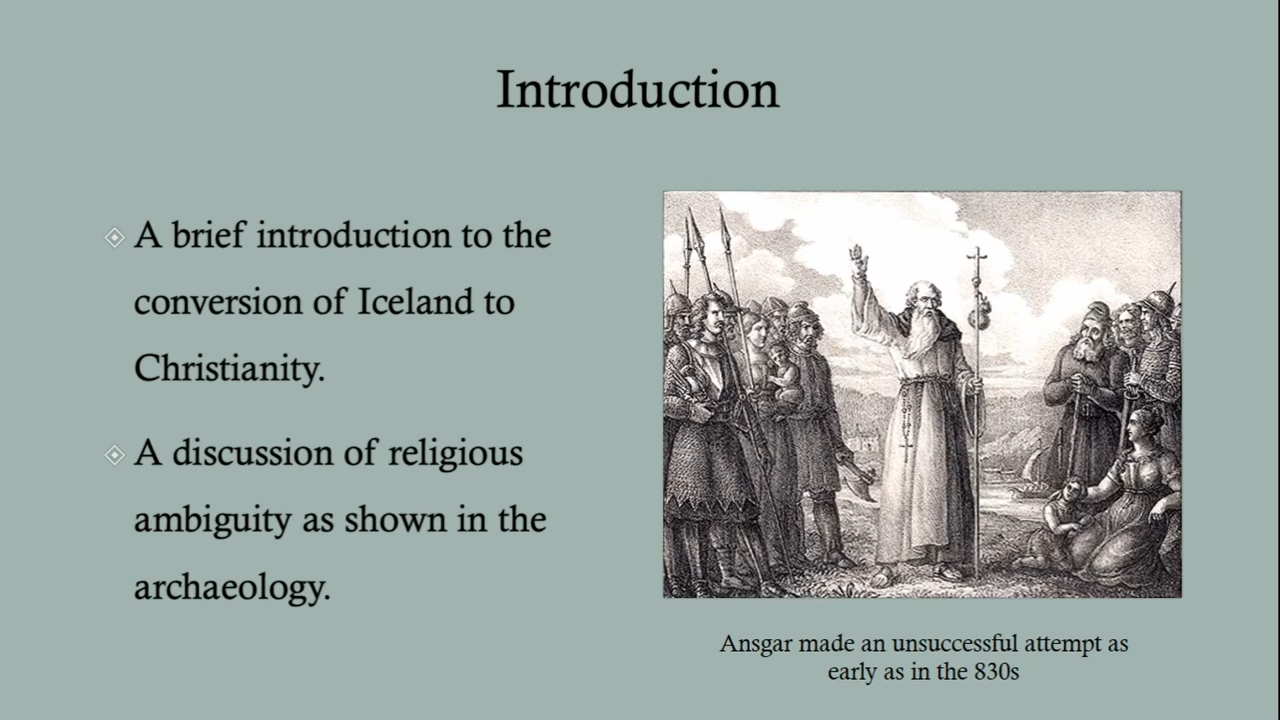 Introduction
A brief introduction to the
conversion of Iceland to
Christianity.
A discussion of religious
ambiguity as shown in the
archaeology.
Ansgar made an unsuccessful attempt as
early as in the 830s